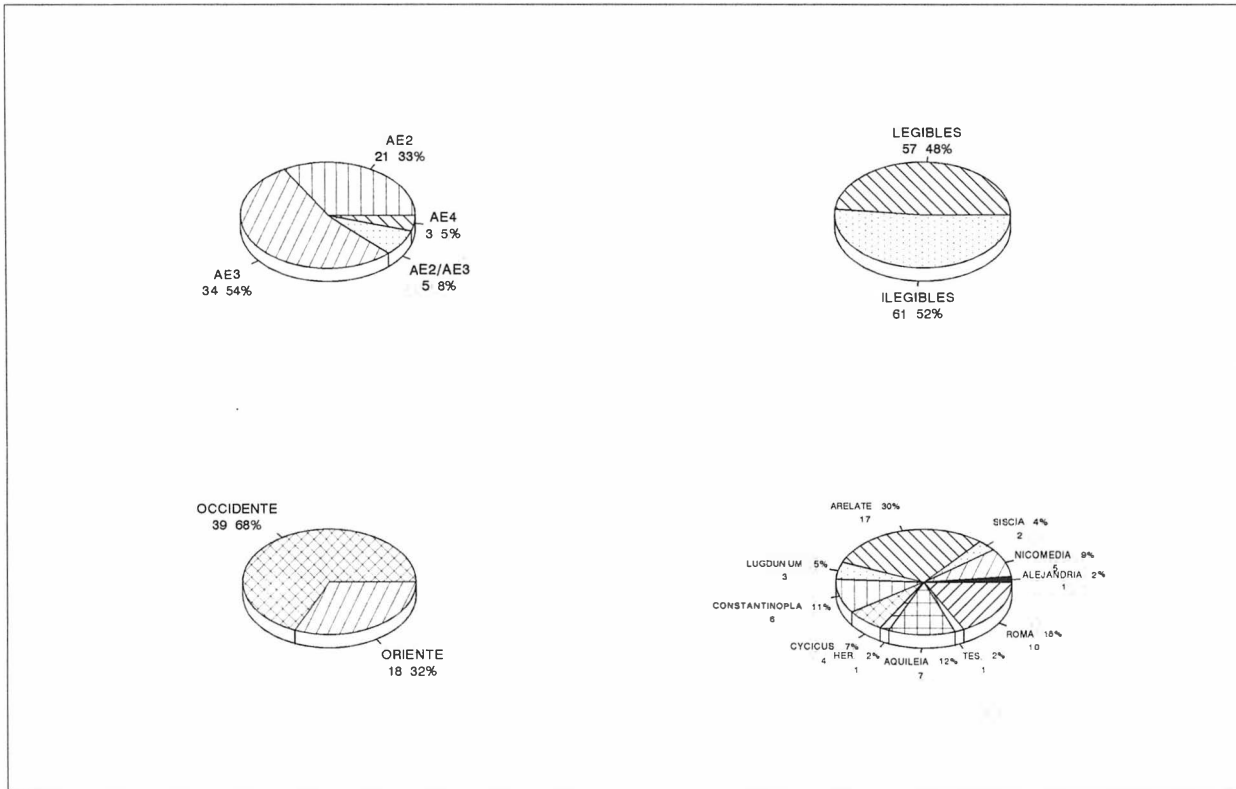 AE2
21 33%
AE4
3 5%
AE2/AE3
5 8%
AE3
34 54%
LEGIBLES
57 48%
ILEGIBLES
61 52%
OCCIDENTE
39 68%
ORIENTE
18 32%
ARELATE 30%
17
SISCIA 4%
2
NICOMEDIA 9%
5
ALEJANDRIA 2%
1
ROMA 18%
10
TES. 2%
1
AQUILEIA 12%
7
HER. 2%
1
CYCICUS 7%
4
CONSTANTINOPLA 11%
6
LUGDUNUM 5%
3